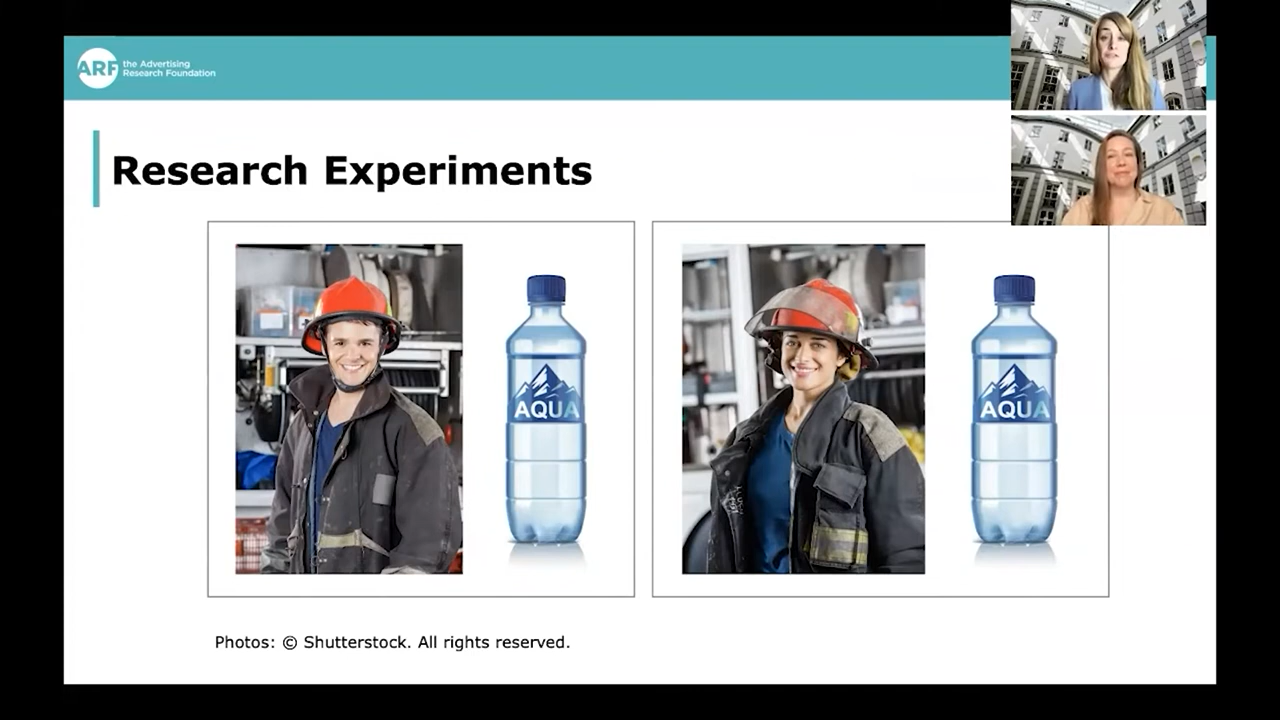 ARF
the Advertising
Research Foundation
Research Experiments
AQUA
AQUA
Photos: © Shutterstock. All rights reserved.